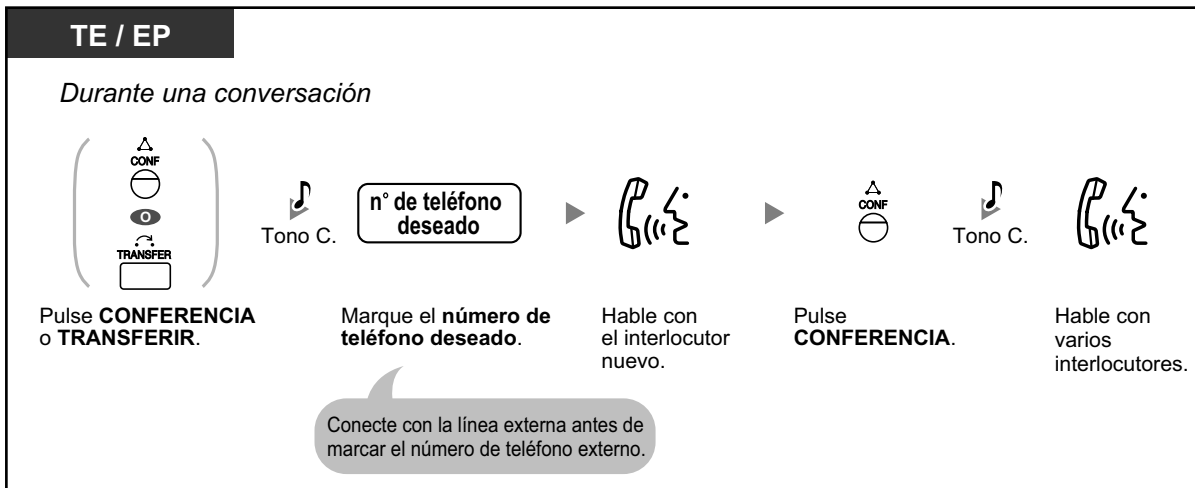 TE / EP
Durante una conversación
CONF
O
TRANSFER
Tono C.
n° de teléfono
deseado
CONF
Tono C.
Pulse CONFERENCIA
o TRANSFERIR.
Marque el número de
teléfono deseado.
Hable con
el interlocutor
nuevo.
Pulse
CONFERENCIA.
Hable con
varios
interlocutores.
Conecte con la línea externa antes de
marcar el número de teléfono externo.